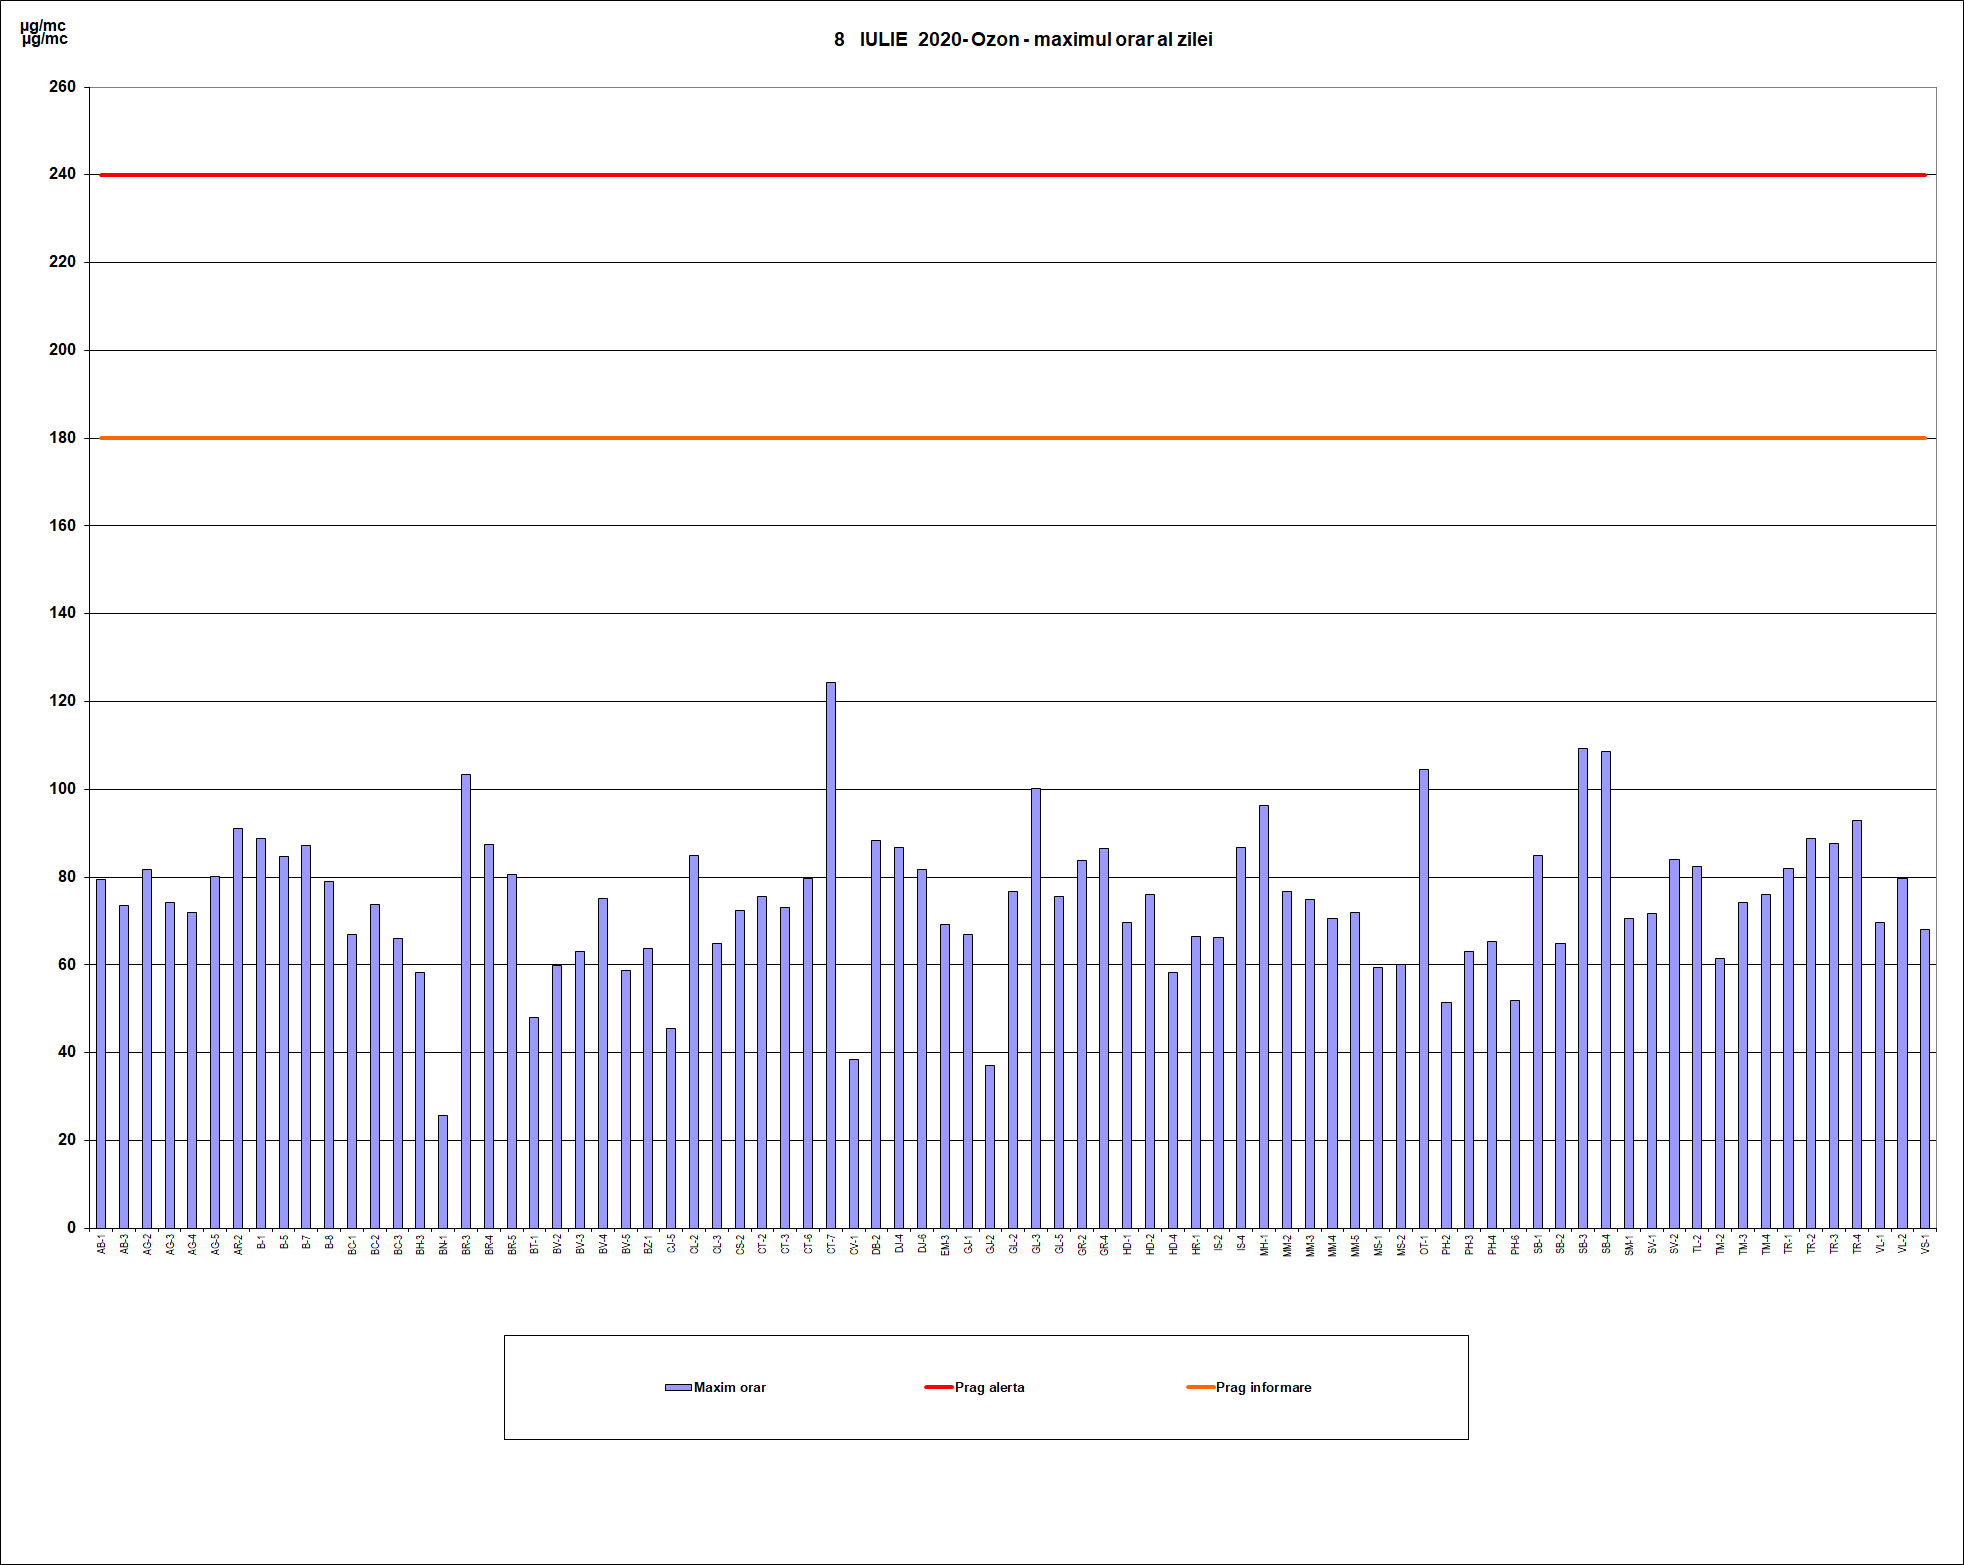 µg/mc
µg/mc
8 IULIE 2020- Ozon - maximul orar al zilei
260
240
220
200
180
160
140
120
100
80
60
40
20
0
AB-1 AB-3 AG-2 AG-3 AG-4 AG-5 AR-2 B-1 B-5 B-7 B-8 BC-1 BC-2 BC-3 BH-3 BN-1 BR-3 BR-4 BR-5 BT-1 BV-2 BV-3 BV-4 BV-5 BZ-1 CJ-5 CL-2 CL-3 CS-2 CT-2 CT-3 CT-6 CT-7 CV-1 DB-2 DJ-4 DJ-6 EM-3 GJ-1 GJ-2 GL-2 GL-3 GL-5 GR-2 GR-4 HD-1 HD-2 HD-4 HR-1 IS-2 IS-4 MH-1 MM-2 MM-3 MM-4 MM-5 MS-1 MS-2 OT-1 PH-2 PH-3 PH-4 PH-6 SB-1 SB-2 SB-3 SB-4 SM-1 SV-1 SV-2 TL-2 TM-2 TM-3 TM-4 TR-1 TR-2 TR-3 TR-4 VL-1 VL-2 VS-1
Maxim orar Prag alerta Prag informare